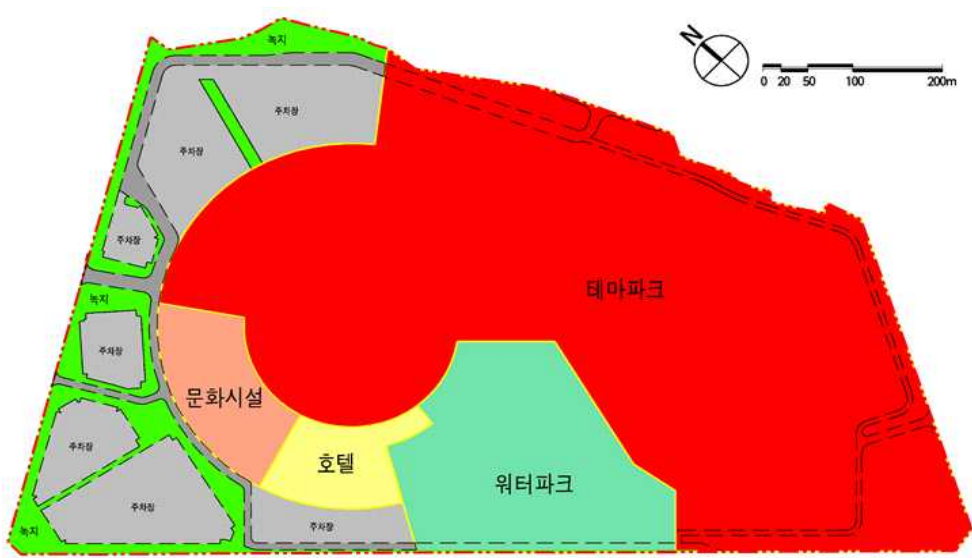 녹지
N
0 20 50 100 200m
주차장
주차장
주차장
테마파크
녹지
주차장
문화시설
주차장
호텔
워터파크
주차장
녹지
주차장